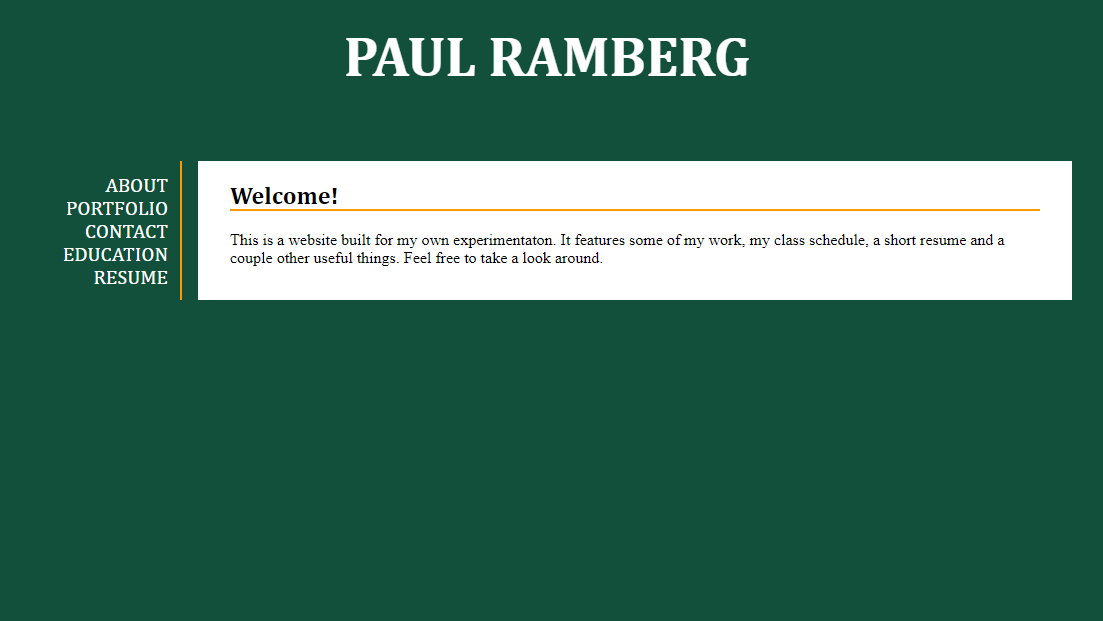 PAUL RAMBERG
ABOUT
PORTFOLIO
CONTACT
EDUCATION
RESUME
Welcome!
This is a website built for my own experimentaton. It features some of my work, my class schedule, a short resume and a
couple other useful things. Feel free to take a look around.